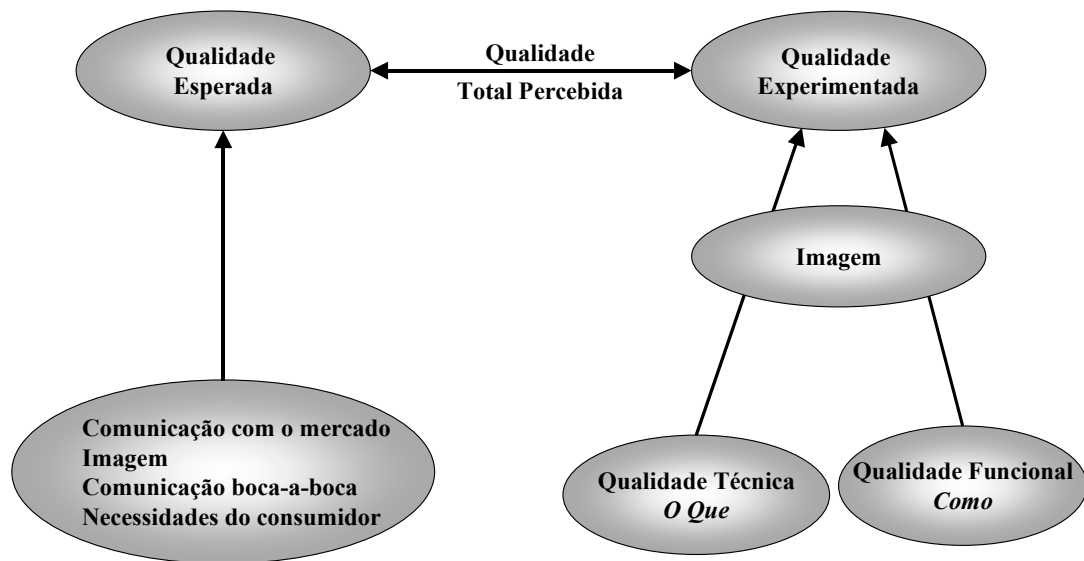 Qualidade
Esperada
Qualidade
Total Percebida
Qualidade
Experimentada
Imagem
Comunicação com o mercado
Imagem
Comunicação boca-a-boca
Necessidades do consumidor
Qualidade Técnica
O Que
Qualidade Funcional
Como